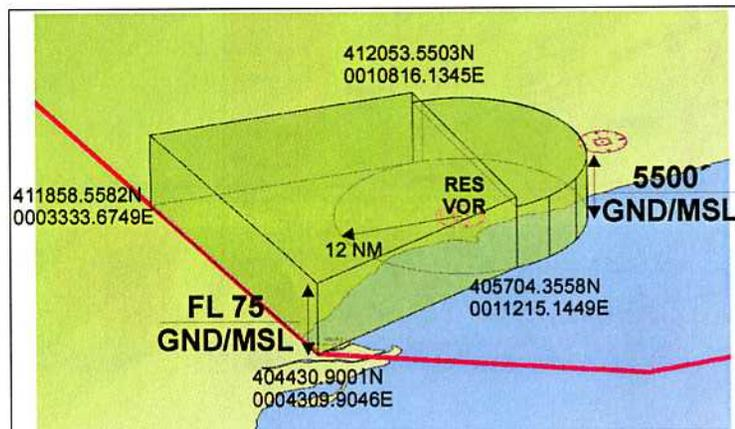 412053.5503N
0010816.1345E
411858.5582N
0003333.6749E
RES
VOR
5500´
GND/MSL
12 NM
405704.3558N
0011215.1449E
FL 75
GND/MSL
404430.9001N
0004309.9046E